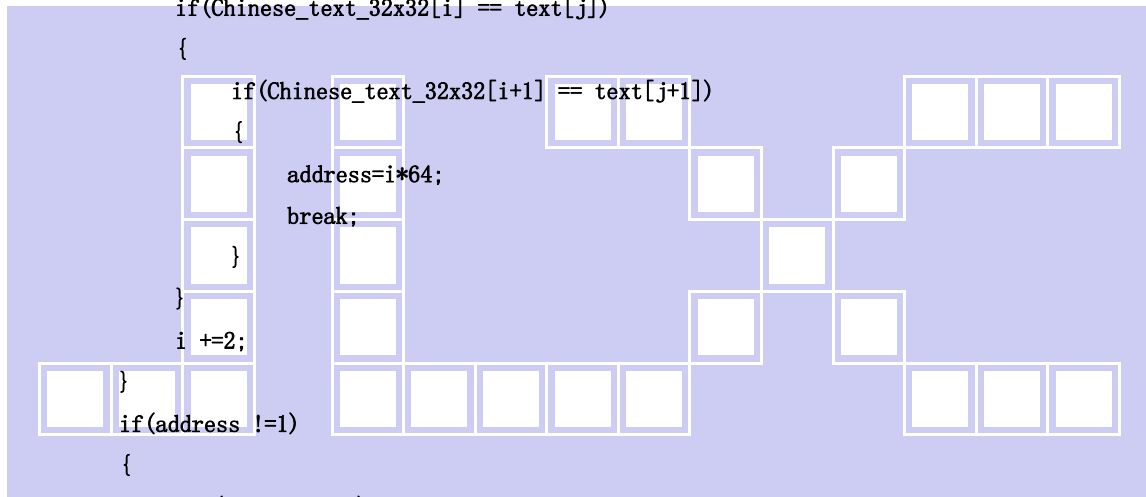 if(Chinese_text_32x32[i] == text[j])
{
if(Chinese_text_32x32[i+1] == text[j+1])
{
address=i*64;
break;
}
}
i +=2;
}
if(address !=1)
{